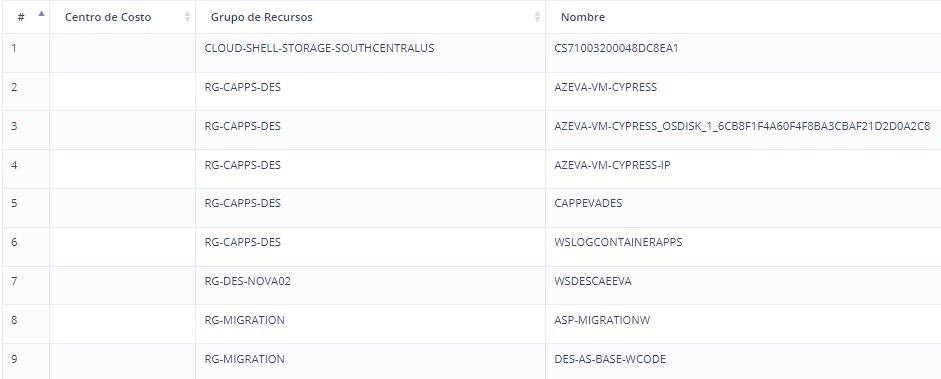 # Centro de Costo Grupo de Recursos Nombre
1 CLOUD-SHELL-STORAGE-SOUTHCENTRALUS CS71003200048DC8EA1
2 RG-CAPPS-DES AZEVA-VM-CYPRESS
3 RG-CAPPS-DES AZEVA-VM-CYPRESS_OSDISK_1_6CB8F1F4A60F4F8BA3CBAF21D2D0A2C8
4 RG-CAPPS-DES AZEVA-VM-CYPRESS-IP
5 RG-CAPPS-DES CAPPEVADES
6 RG-CAPPS-DES WSLOGCONTAINERAPPS
7 RG-DES-NOVA02 WSDESCAEEVA
8 RG-MIGRATION ASP-MIGRATIONW
9 RG-MIGRATION DES-AS-BASE-WCODE